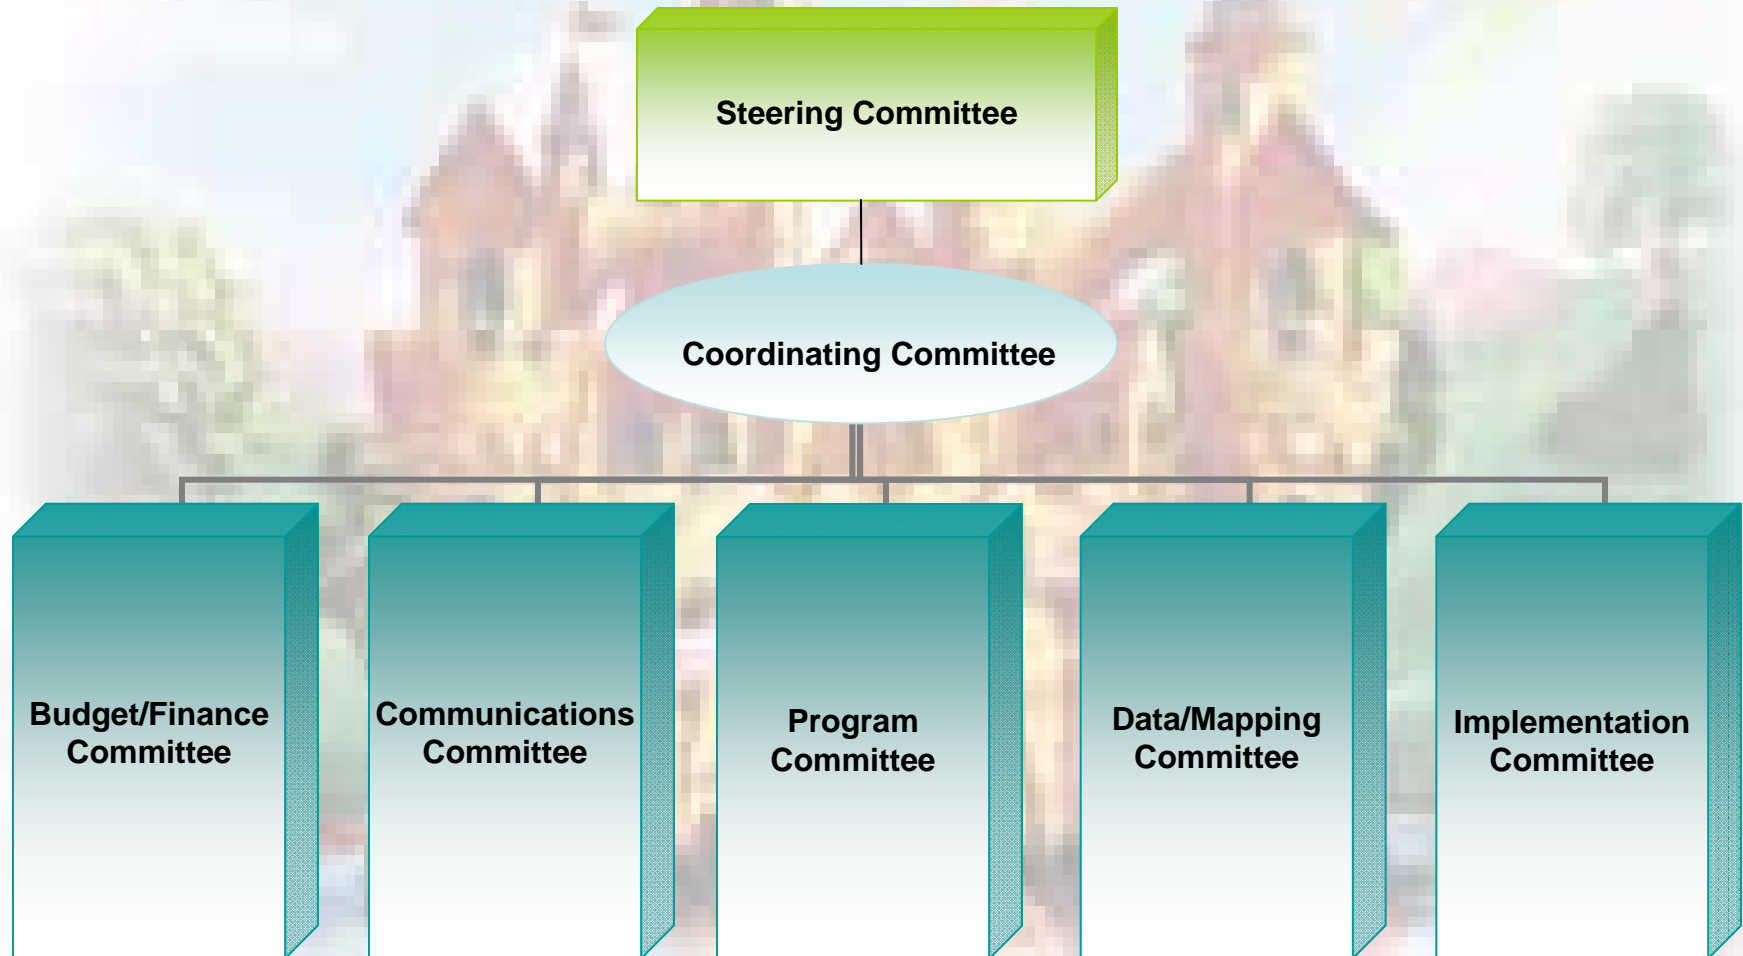 Steering Committee
Coordinating Committee
Budget/Finance
Committee
Communications
Committee
Program
Committee
Data/Mapping
Committee
Implementation
Committee